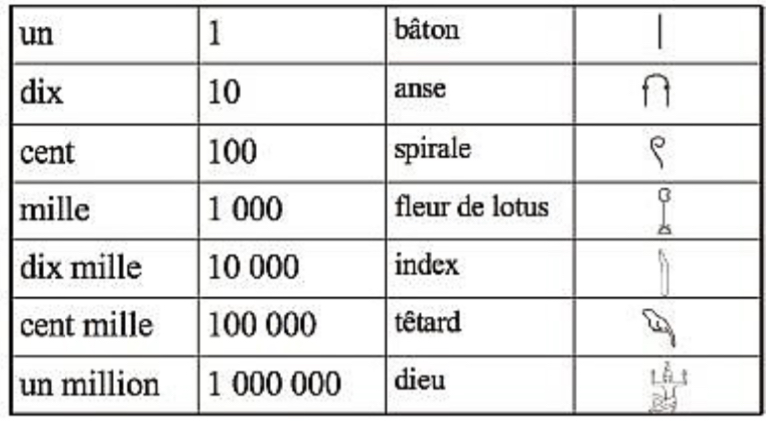 un 1 bâton
dix 10 anse
cent 100 spirale
mille 1 000 fleur de lotus
dix mille 10 000 index
cent mille 100 000 têtard
un million 1 000 000 dieu